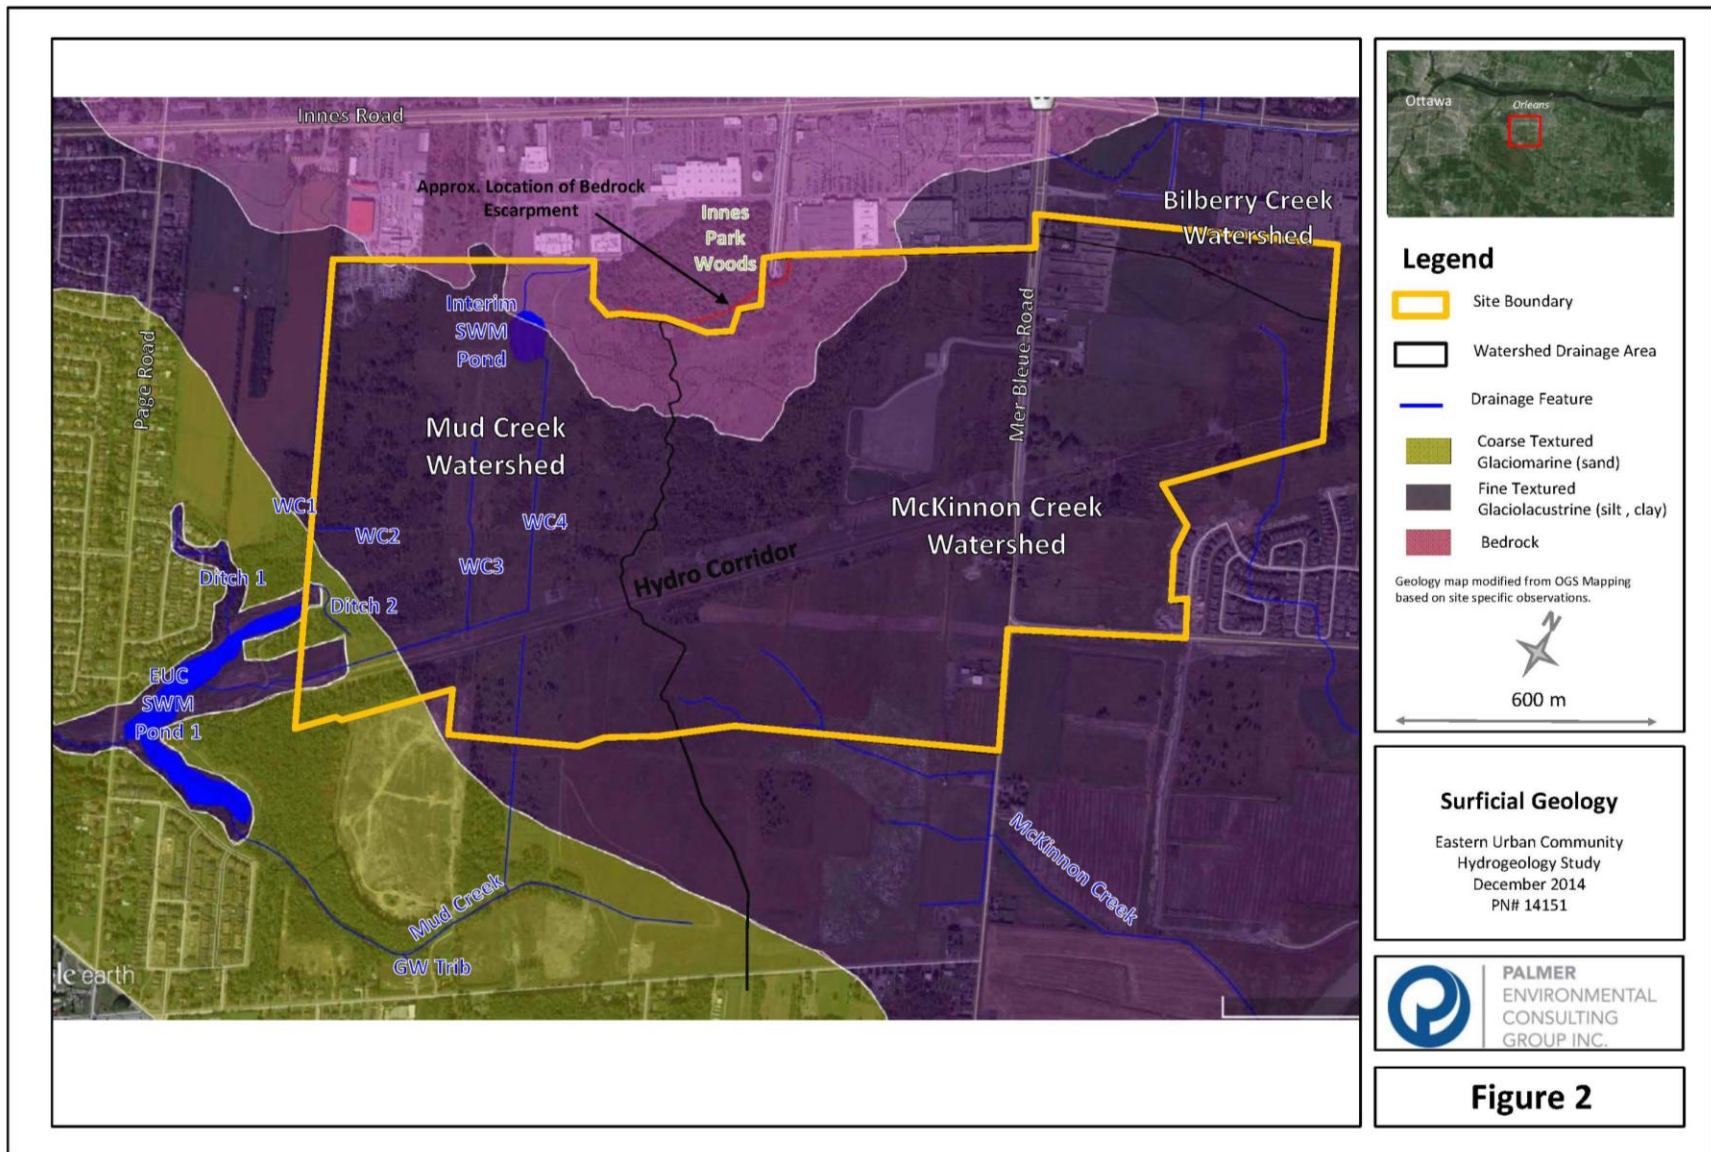 Innes Road
Approx. Location of Bedrock
Escarpment
Innes
Park
Woods
Bilberry Creek
Watershed
Interim
SWM
Pond
Page Road
Mer Bleue Road
Mud Creek
Watershed
McKinnon Creek
Watershed
WC1
WC2
WC4
WC3
Hydro Corridor
Ditch 1
Ditch 2
EUC
SWM
Pond 1
Mud Creek
GW Trib
McKinnon Creek
le earth
Ottawa
Orleans
Legend
Site Boundary
Watershed Drainage Area
Drainage Feature
Coarse Textured
Glaciomarine (sand)
Fine Textured
Glaciolacustrine (silt , clay)
Bedrock
Geology map modified from OGS Mapping
based on site specific observations.
N
600 m
Surficial Geology
Eastern Urban Community
Hydrogeology Study
December 2014
PN# 14151
PALMER
ENVIRONMENTAL
CONSULTING
GROUP INC.
Figure 2